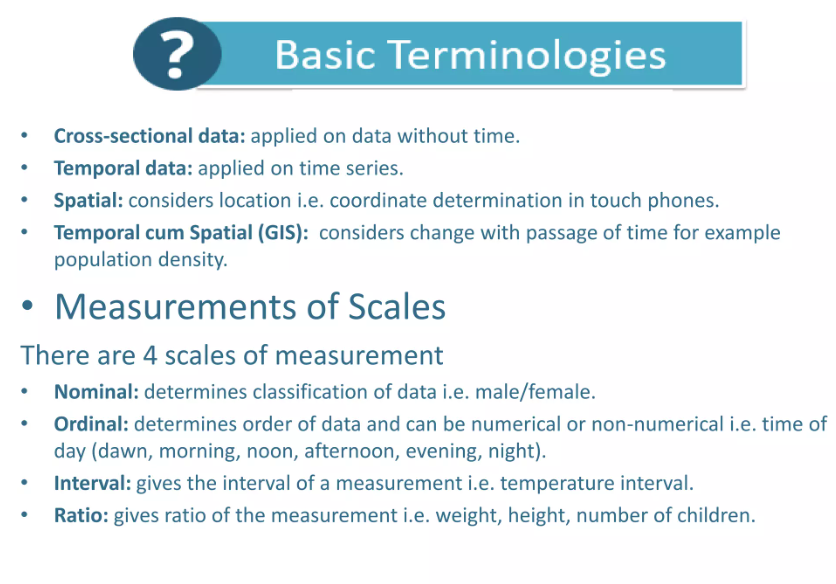 ?
Basic Terminologies
• Cross-sectional data: applied on data without time.
• Temporal data: applied on time series.
• Spatial: considers location i.e. coordinate determination in touch phones.
• Temporal cum Spatial (GIS): considers change with passage of time for example
population density.
• Measurements of Scales
There are 4 scales of measurement
• Nominal: determines classification of data i.e. male/female.
• Ordinal: determines order of data and can be numerical or non-numerical i.e. time of
day (dawn, morning, noon, afternoon, evening, night).
• Interval: gives the interval of a measurement i.e. temperature interval.
• Ratio: gives ratio of the measurement i.e. weight, height, number of children.